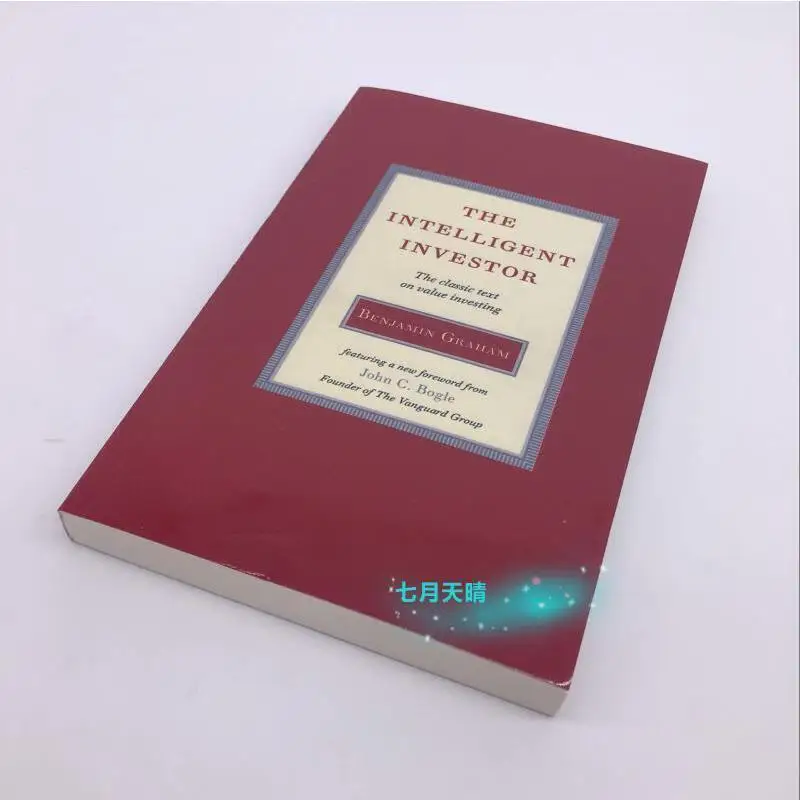 THE
INTELLIGENT
INVESTOR
The classic text
on value investing
BENJAMIN GRAHAM
featuring a new foreword from
John C. Bogle
Founder of The Vanguard Group
七月天晴